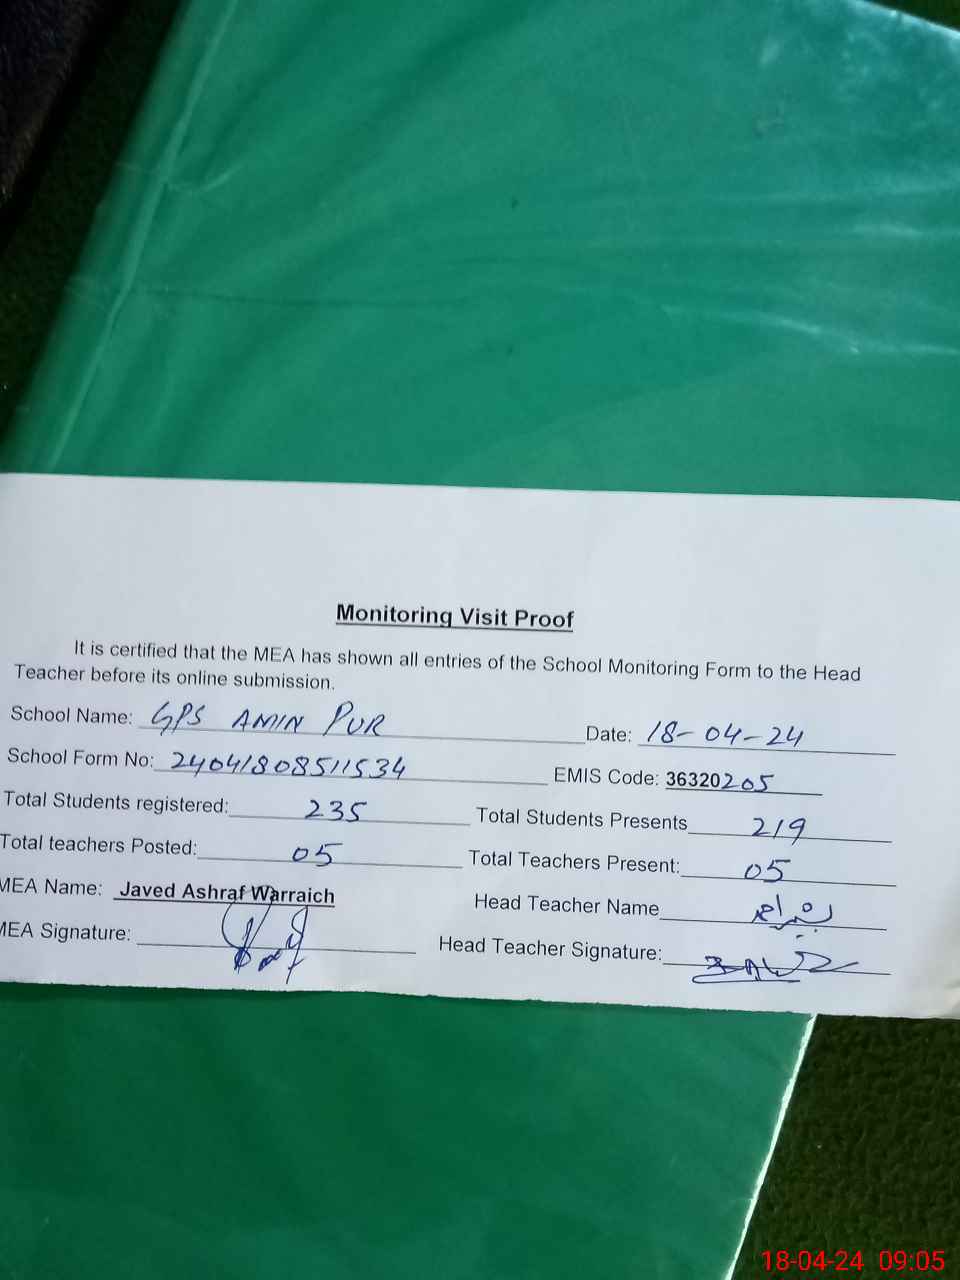 Monitoring Visit Proof
It is certified that the MEA has shown all entries of the School Monitoring Form to the Head
Teacher before its online submission.
School Name: GPS AMIN PUR Date: 18-04-24
School Form No: 24041808511534 EMIS Code: 36320205
Total Students registered: 235 Total Students Presents 219
Total teachers Posted: 05 Total Teachers Present: 05
MEA Name: Javed Ashraf Warraich Head Teacher Name
MEA Signature: Head Teacher Signature:
18-04-24 09:05